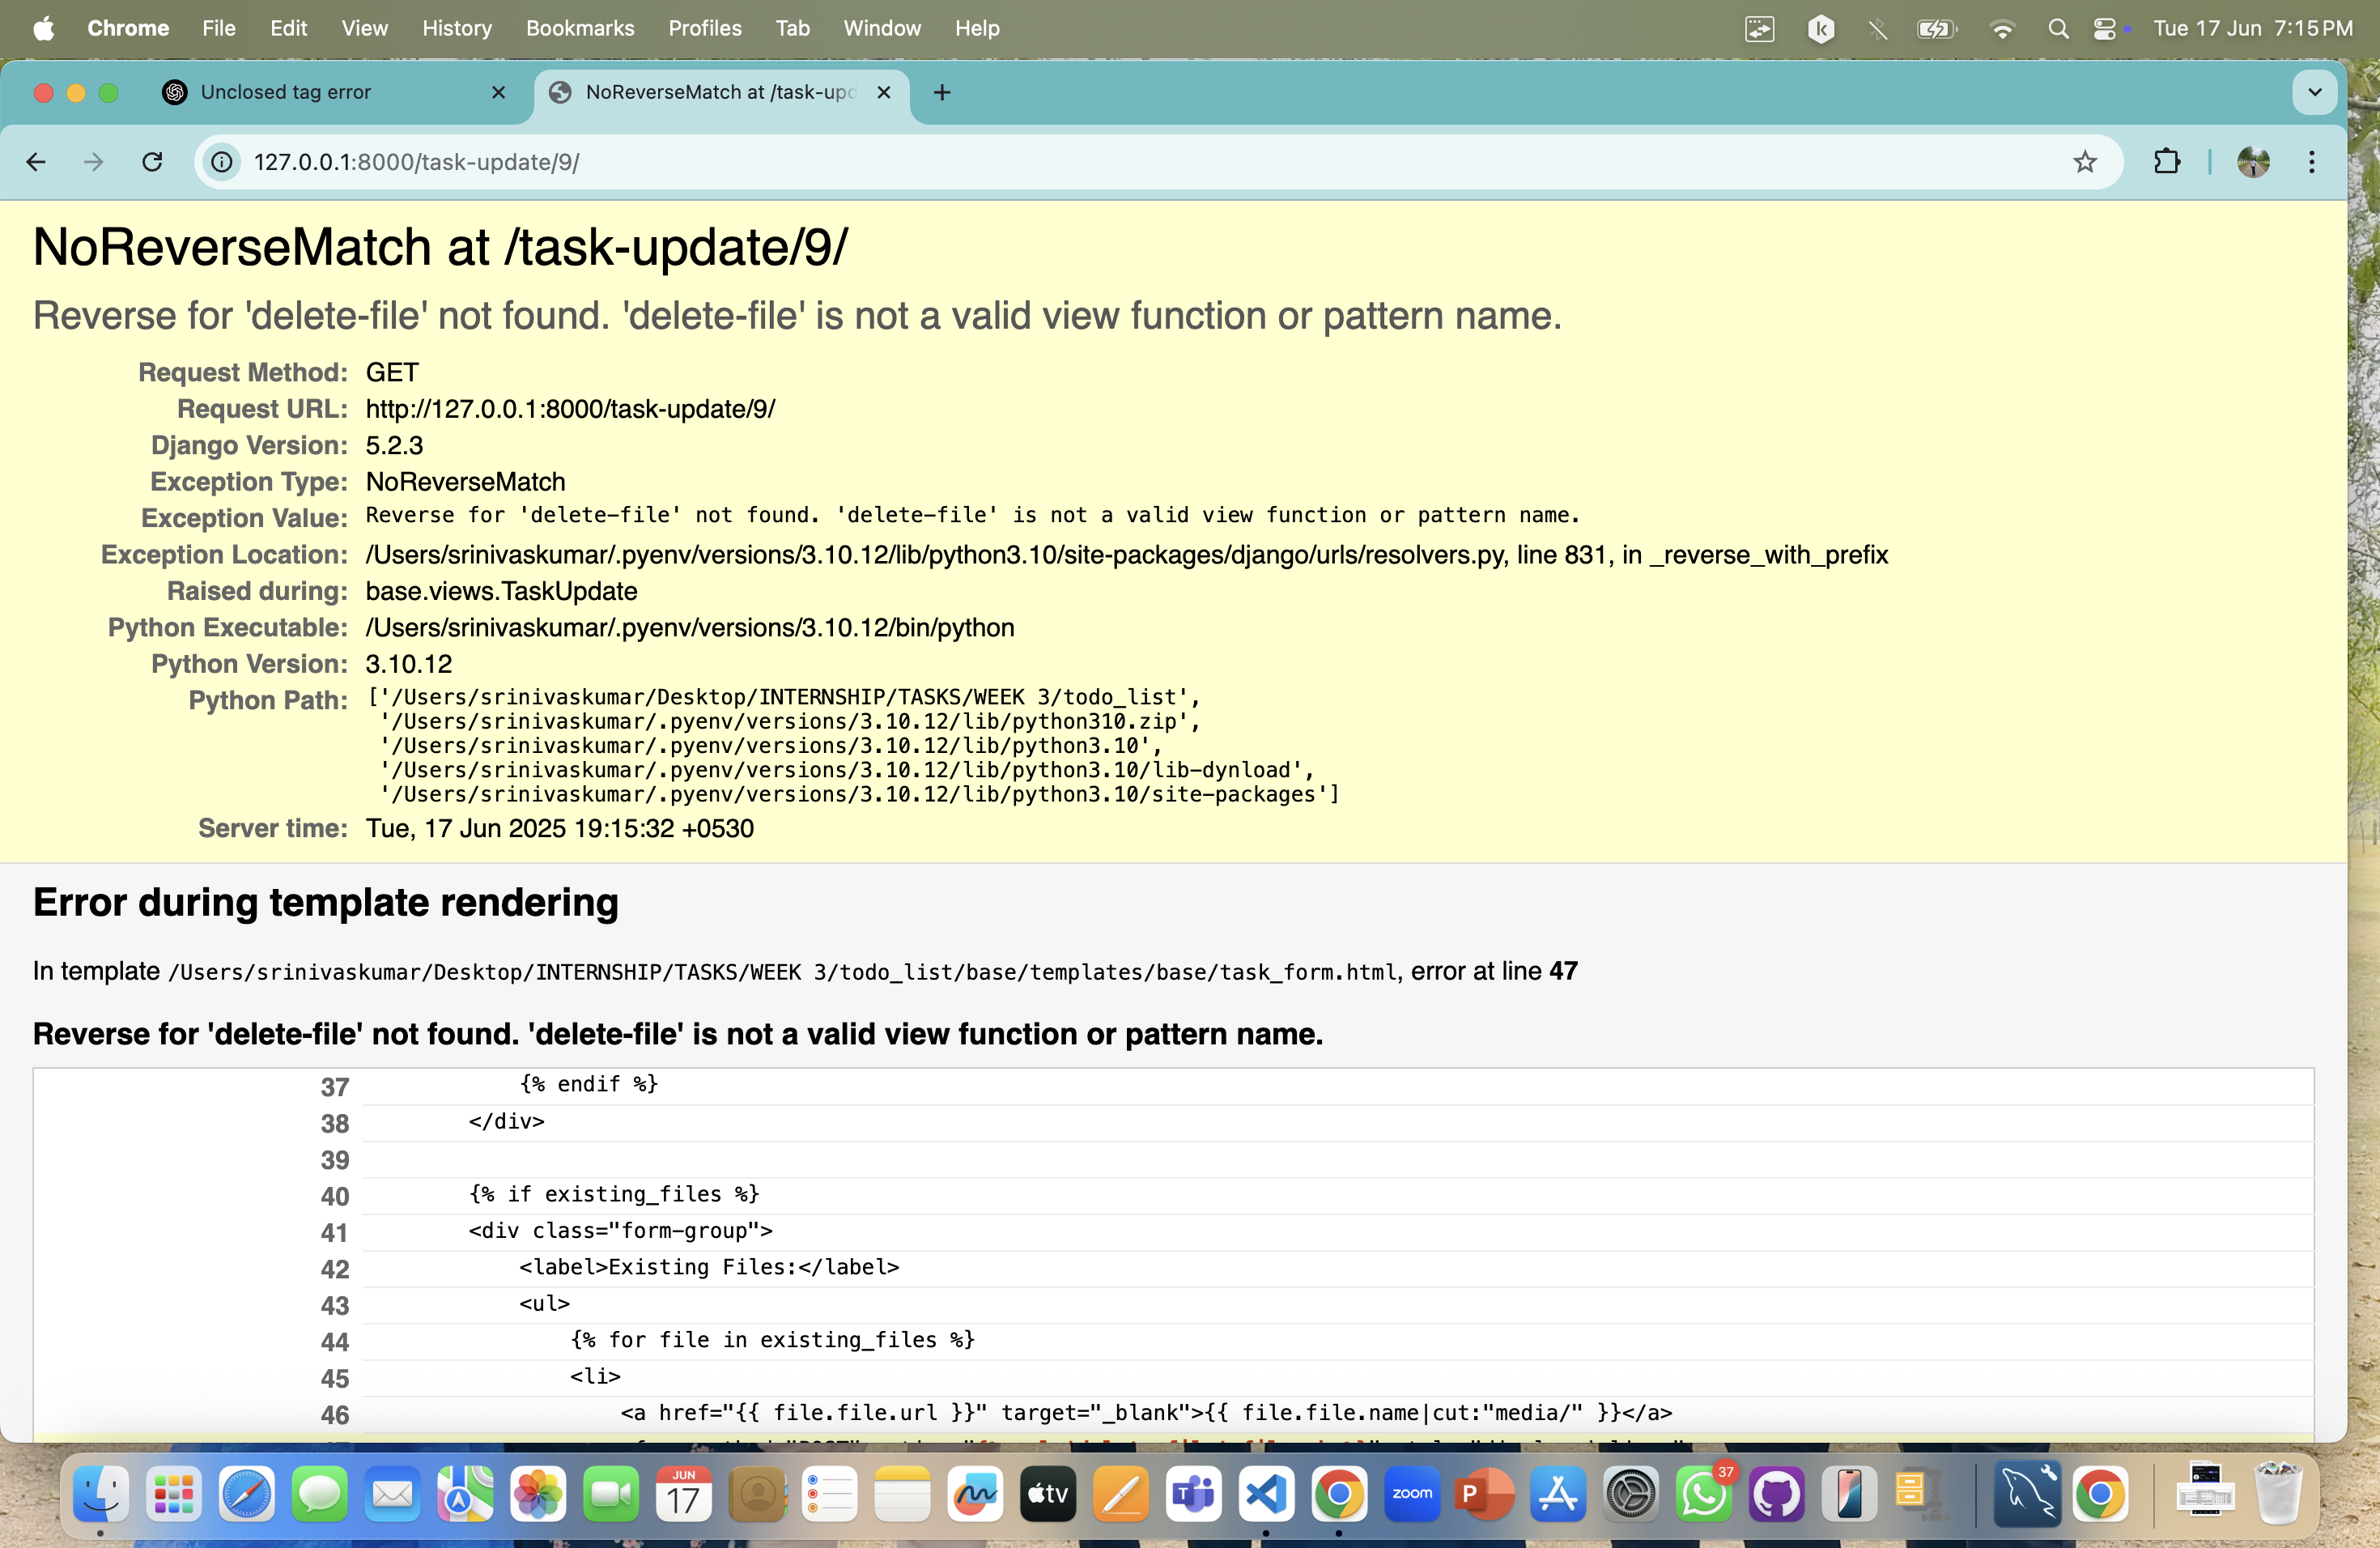 Chrome File Edit View History Bookmarks Profiles Tab Window Help Tue 17 Jun 7:15 PM
Unclosed tag error NoReverseMatch at /task-upd
127.0.0.1:8000/task-update/9/
NoReverseMatch at /task-update/9/
Reverse for 'delete-file' not found. 'delete-file' is not a valid view function or pattern name.
Request Method: GET
Request URL: http://127.0.0.1:8000/task-update/9/
Django Version: 5.2.3
Exception Type: NoReverseMatch
Exception Value: Reverse for 'delete-file' not found. 'delete-file' is not a valid view function or pattern name.
Exception Location: /Users/srinivaskumar/.pyenv/versions/3.10.12/lib/python3.10/site-packages/django/urls/resolvers.py, line 831, in _reverse_with_prefix
Raised during: base.views.TaskUpdate
Python Executable: /Users/srinivaskumar/.pyenv/versions/3.10.12/bin/python
Python Version: 3.10.12
Python Path: ['/Users/srinivaskumar/Desktop/INTERNSHIP/TASKS/WEEK 3/todo_list',
'/Users/srinivaskumar/.pyenv/versions/3.10.12/lib/python310.zip',
'/Users/srinivaskumar/.pyenv/versions/3.10.12/lib/python3.10',
'/Users/srinivaskumar/.pyenv/versions/3.10.12/lib/python3.10/lib-dynload',
'/Users/srinivaskumar/.pyenv/versions/3.10.12/lib/python3.10/site-packages']
Server time: Tue, 17 Jun 2025 19:15:32 +0530
Error during template rendering
In template /Users/srinivaskumar/Desktop/INTERNSHIP/TASKS/WEEK 3/todo_list/base/templates/base/task_form.html, error at line 47
Reverse for 'delete-file' not found. 'delete-file' is not a valid view function or pattern name.
37 {% endif %}
38 </div>
39
40 {% if existing_files %}
41 <div class="form-group">
42 <label>Existing Files:</label>
43 <ul>
44 {% for file in existing_files %}
45 <li>
46 <a href="{{ file.file.url }}" target="_blank">{{ file.file.name|cut:"media/" }}</a>
JUN
17
tv
T
zoom
P
37